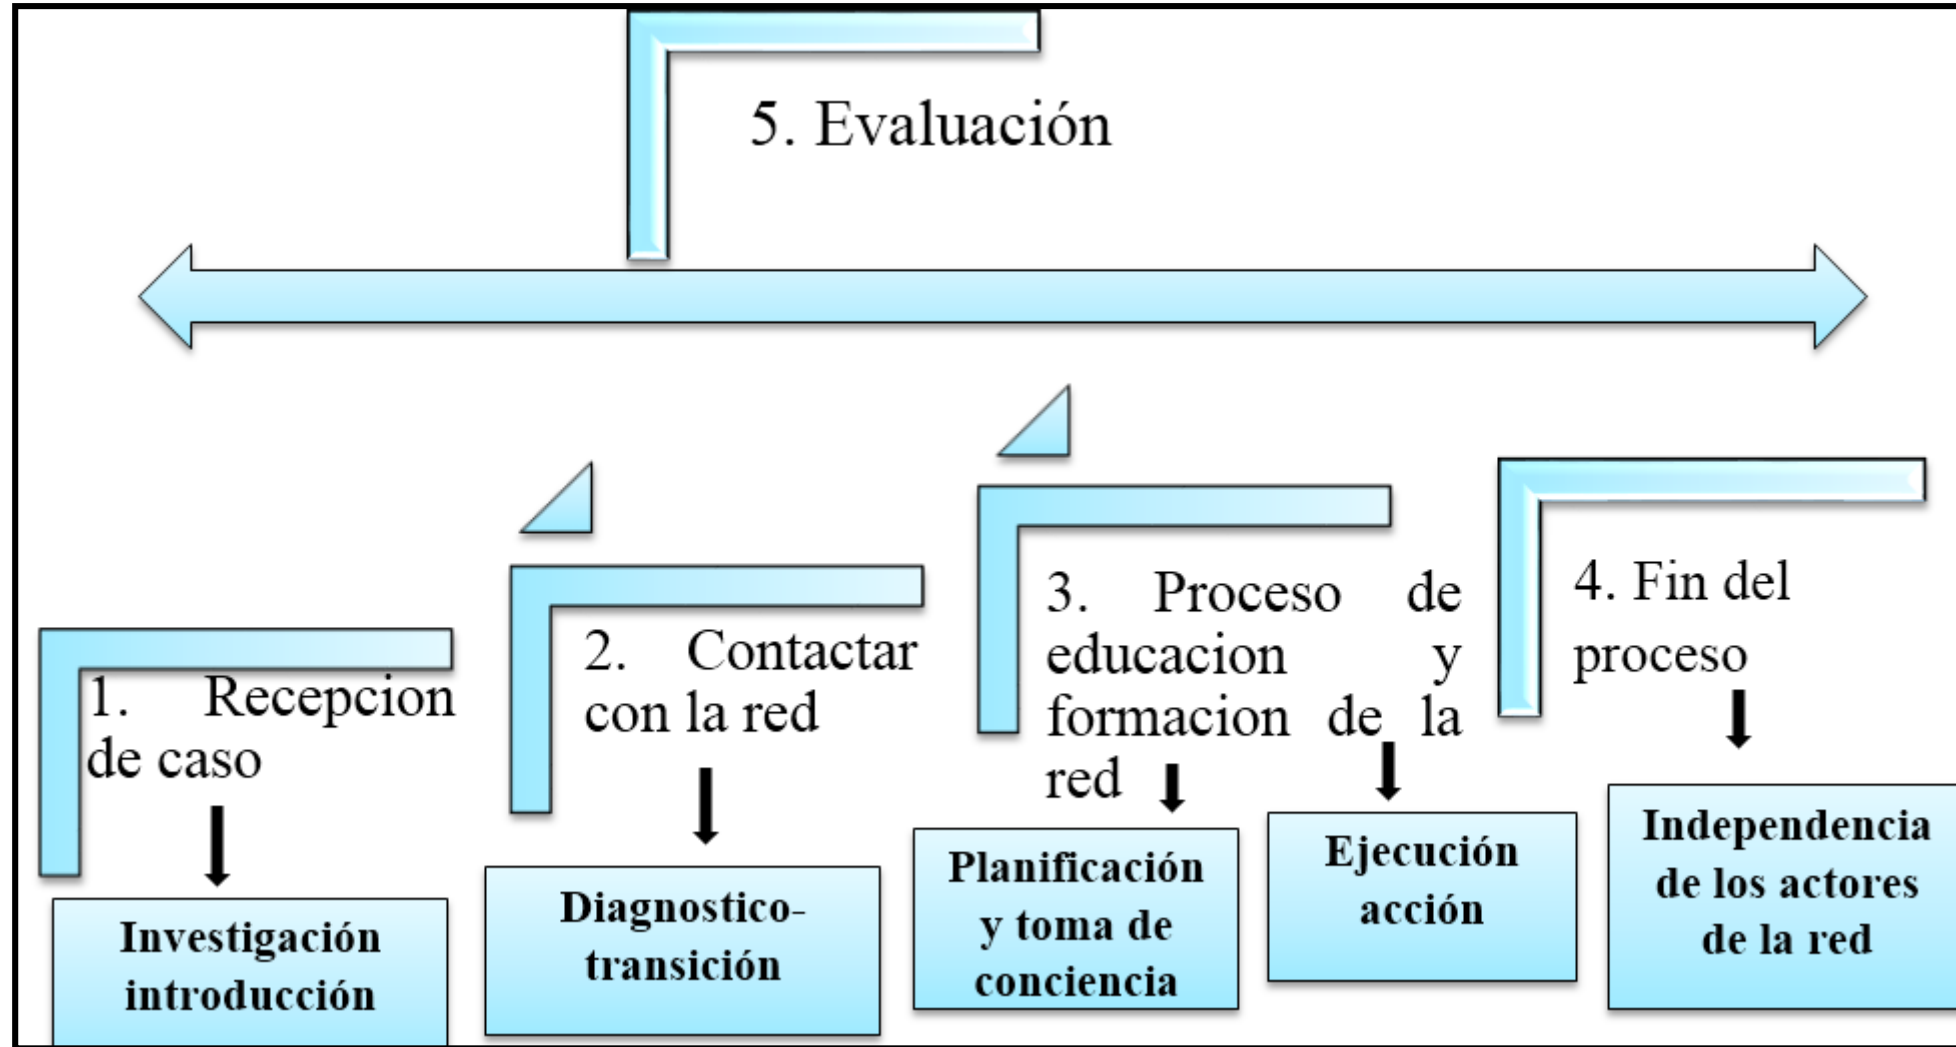 5. Evaluación
1. Recepcion
de caso
2. Contactar
con la red
3. Proceso de
educacion y
formacion de la
red
4. Fin del
proceso
Investigación
introducción
Diagnostico-
transición
Planificación
y toma de
conciencia
Ejecución
acción
Independencia
de los actores
de la red